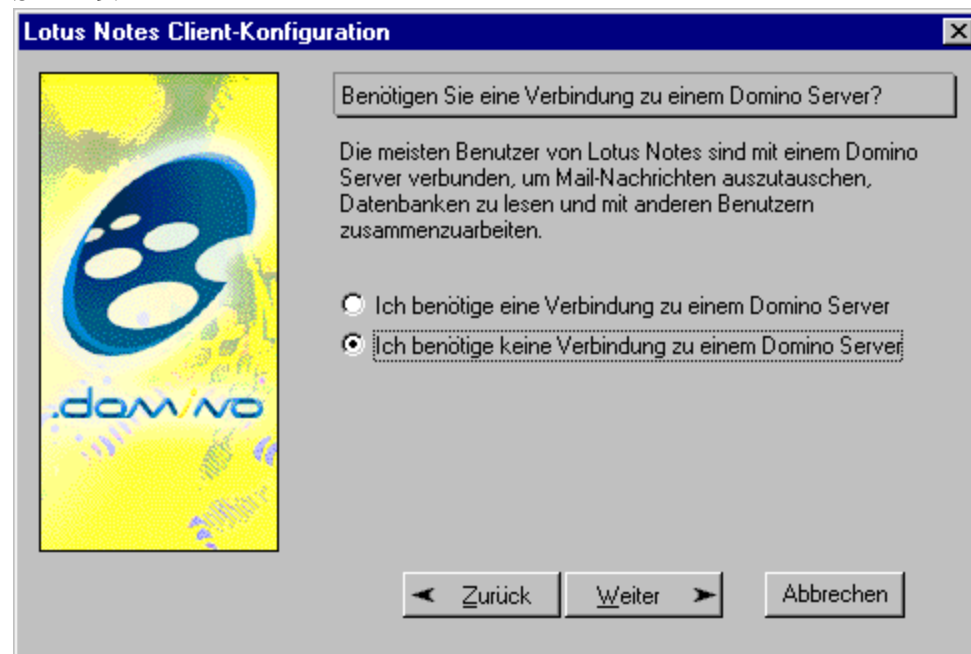 Lotus Notes Client-Konfiguration
Benötigen Sie eine Verbindung zu einem Domino Server?
Die meisten Benutzer von Lotus Notes sind mit einem Domino
Server verbunden, um Mail-Nachrichten auszutauschen,
Datenbanken zu lesen und mit anderen Benutzern
zusammenzuarbeiten.
Ich benötige eine Verbindung zu einem Domino Server
Ich benötige keine Verbindung zu einem Domino Server
.domino
Zurück
Weiter
Abbrechen